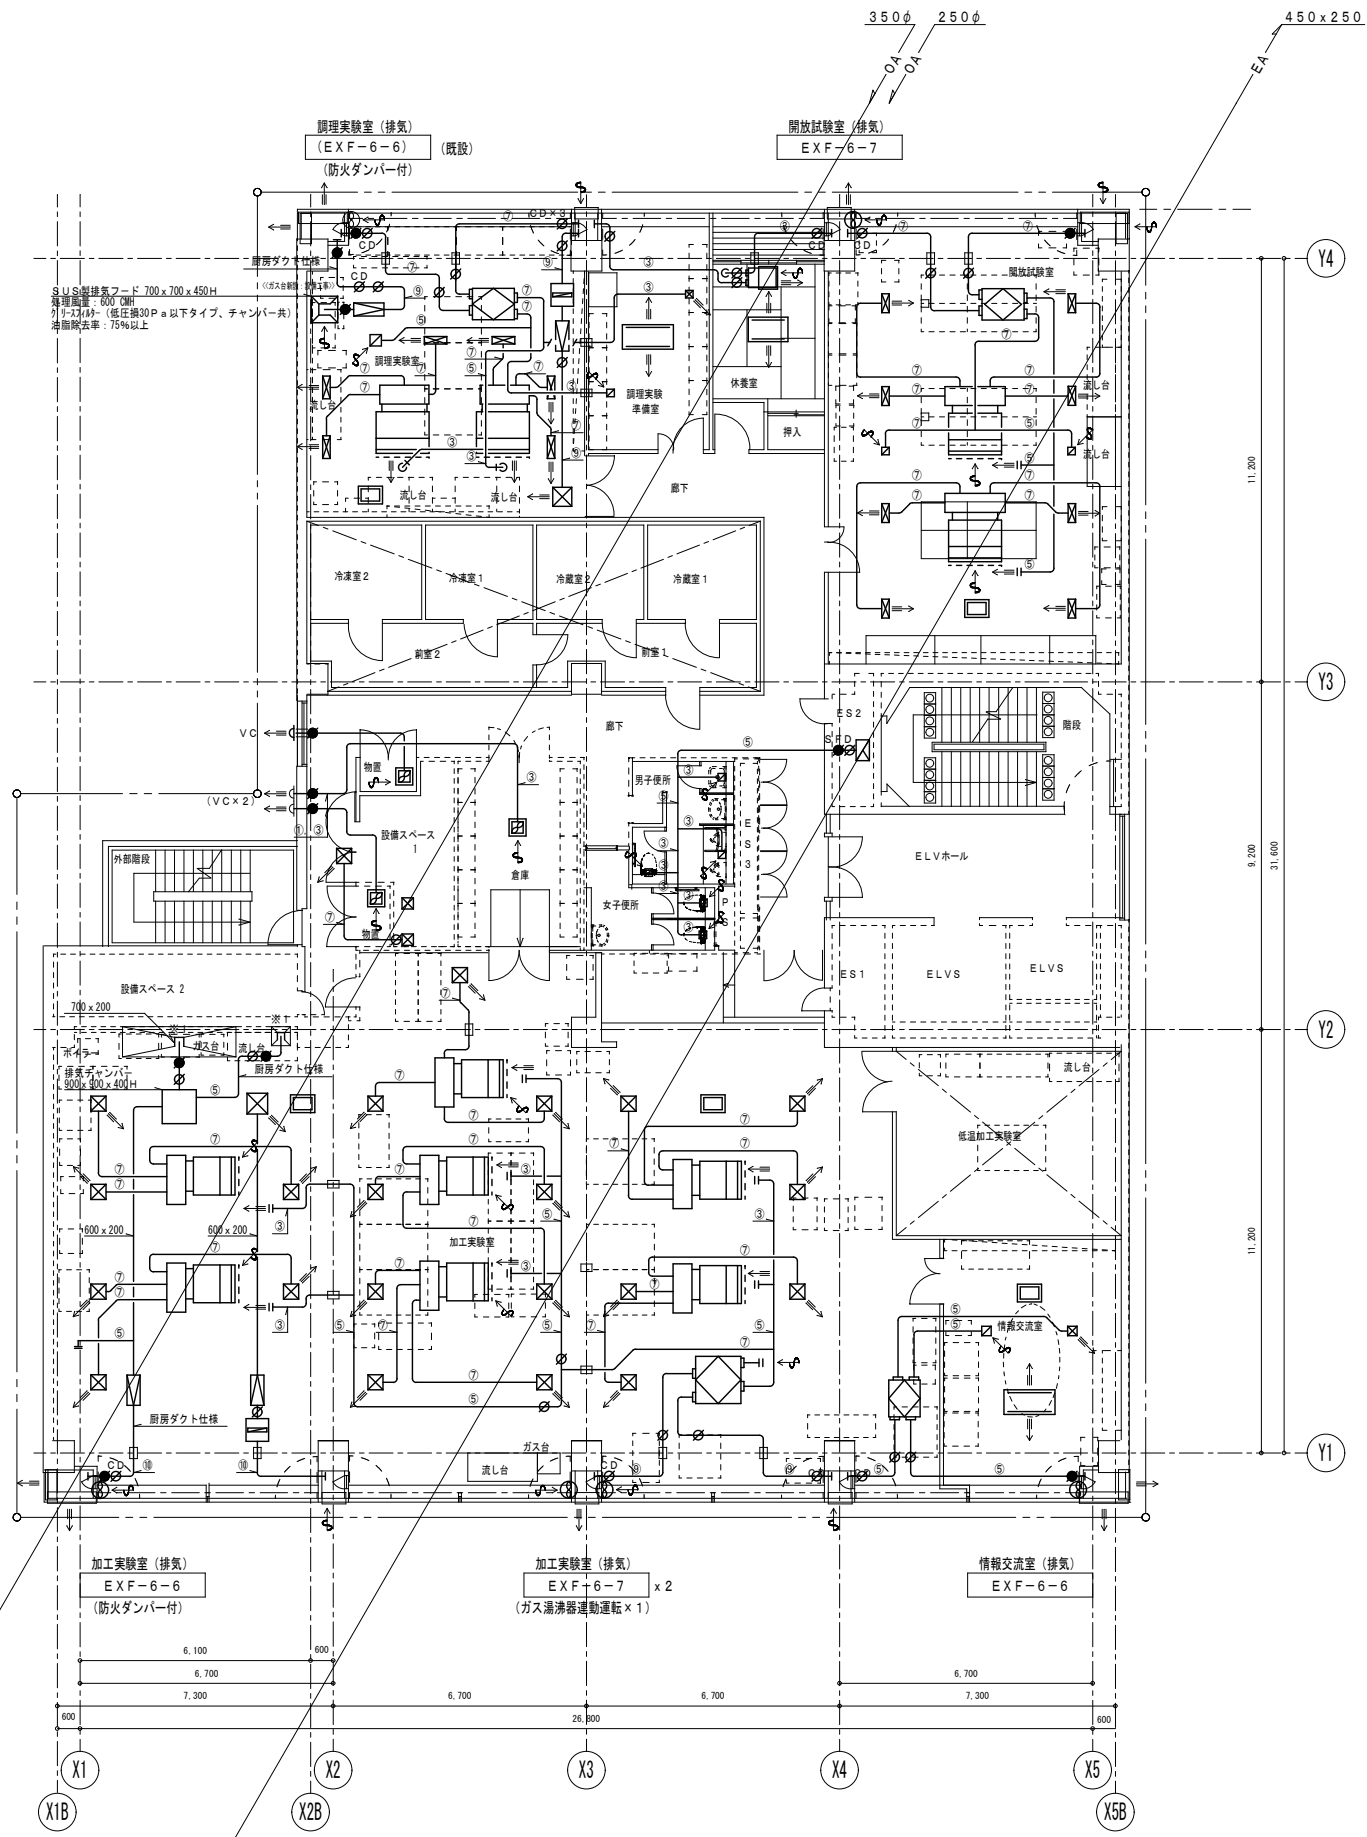 350φ
250φ
450x250
OA
OA
EA
調理実験室（排気）
（EXF-6-6）
（既設）
（防火ダンパー付）
開放試験室（排気）
EXF-6-7
CD×3
CD
CD
CD
厨房ダクト仕様
CD
開放試験室
Y4
SUS製排気フード 700x700x450H
処理風量：600 CMH
グリースフィルター（低圧損30Pa以下タイプ、チャンバー共）
油脂除去率：75%以上
調理実験室
調理実験
準備室
休養室
押入
流し台
流し台
流し台
流し台
流し台
廊下
11,200
冷凍室2
冷凍室1
冷蔵室2
冷蔵室1
前室2
前室1
Y3
廊下
ES2
SFD
階段
VC
物置
男子便所
（VC×2）
① ③
設備スペース
1
倉庫
ES3
ELVホール
外部階段
女子便所
PS
物置
9,200
31,600
ES1
ELVS
ELVS
設備スペース 2
700x200
※1
※1
ボイラー
ガス台
流し台
厨房ダクト仕様
排気チャンバー
900x900x400H
Y2
流し台
低温加工実験室
600x200
600x200
加工実験室
11,200
情報交流室
厨房ダクト仕様
ガス台
流し台
CD
CD
Y1
加工実験室（排気）
EXF-6-6
（防火ダンパー付）
加工実験室（排気）
EXF-6-7
x2
（ガス湯沸器連動運転×1）
情報交流室（排気）
EXF-6-6
6,100
600
6,700
6,700
7,300
6,700
6,700
7,300
600
26,800
600
X1
X2
X3
X4
X5
X1B
X2B
X5B